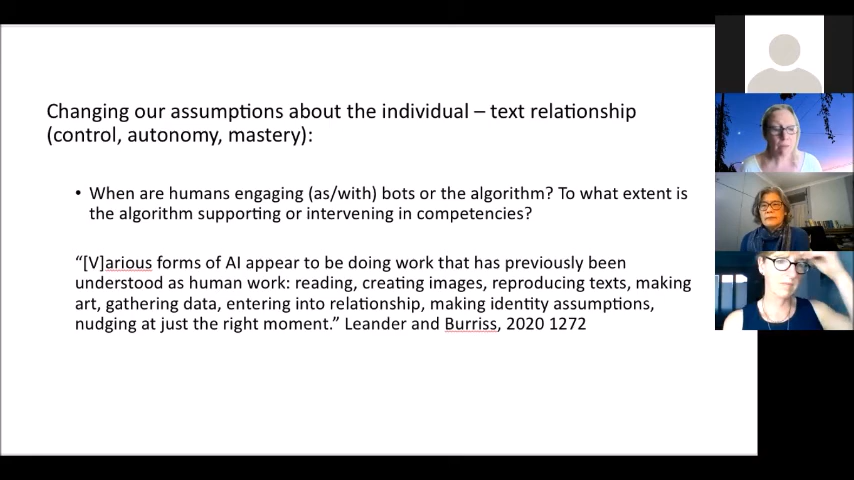 Changing our assumptions about the individual – text relationship
(control, autonomy, mastery):
• When are humans engaging (as/with) bots or the algorithm? To what extent is
the algorithm supporting or intervening in competencies?
“[V]arious forms of AI appear to be doing work that has previously been
understood as human work: reading, creating images, reproducing texts, making
art, gathering data, entering into relationship, making identity assumptions,
nudging at just the right moment.” Leander and Burriss, 2020 1272